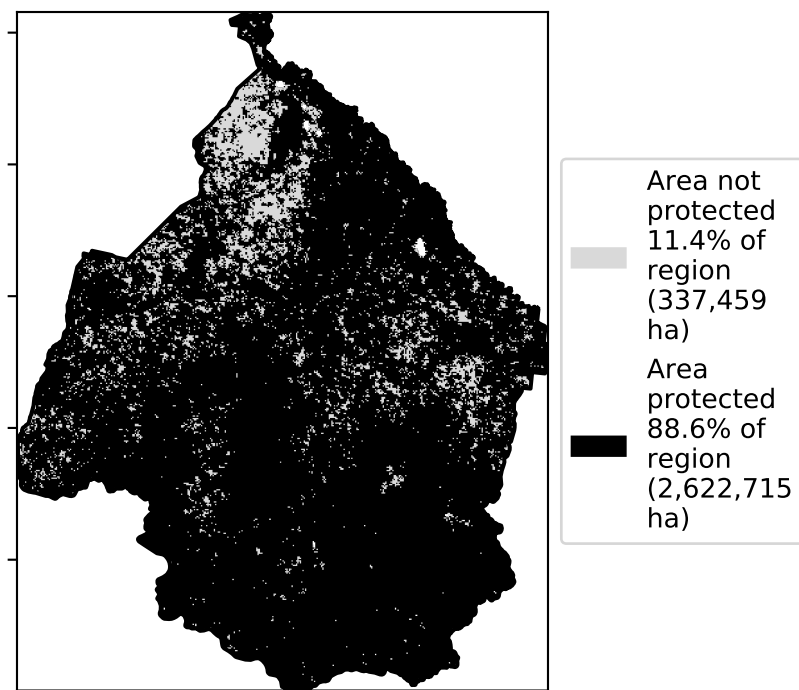 Area not
protected
11.4% of
region
(337,459
ha)
Area
protected
88.6% of
region
(2,622,715
ha)